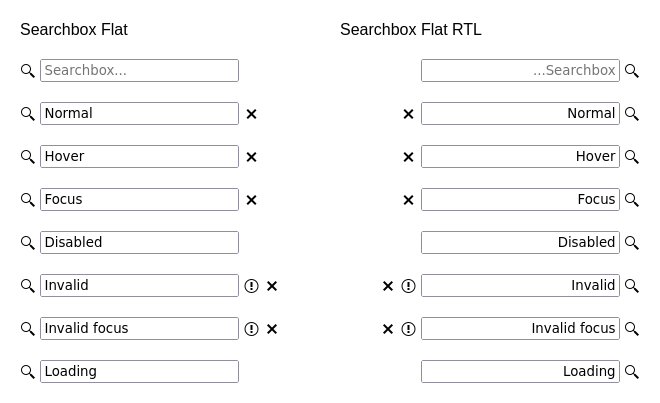 Searchbox Flat
Searchbox...
Normal
Hover
Focus
Disabled
Invalid
Invalid focus
Loading
Searchbox Flat RTL
...Searchbox
Normal
Hover
Focus
Disabled
Invalid
Invalid focus
Loading